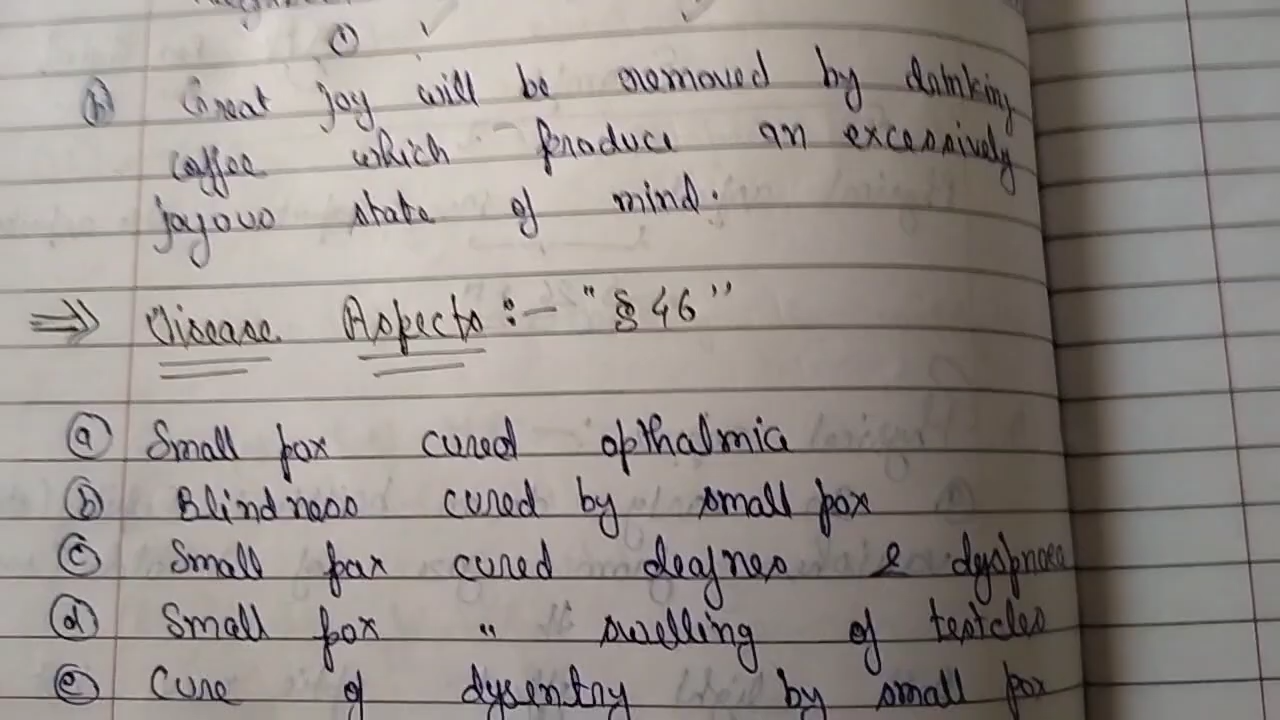 ①
ⓗ Great joy will be removed by drinking
coffee which produce an excessively
joyous state of mind.
⇒ Disease Aspects :- "§ 46"
ⓐ Small pox cured opthalmia
ⓑ Blindness cured by small pox
ⓒ Small pox cured deafness & dyspnoea
ⓓ Small pox " swelling of testicles
ⓔ Cure of dysentry by small pox